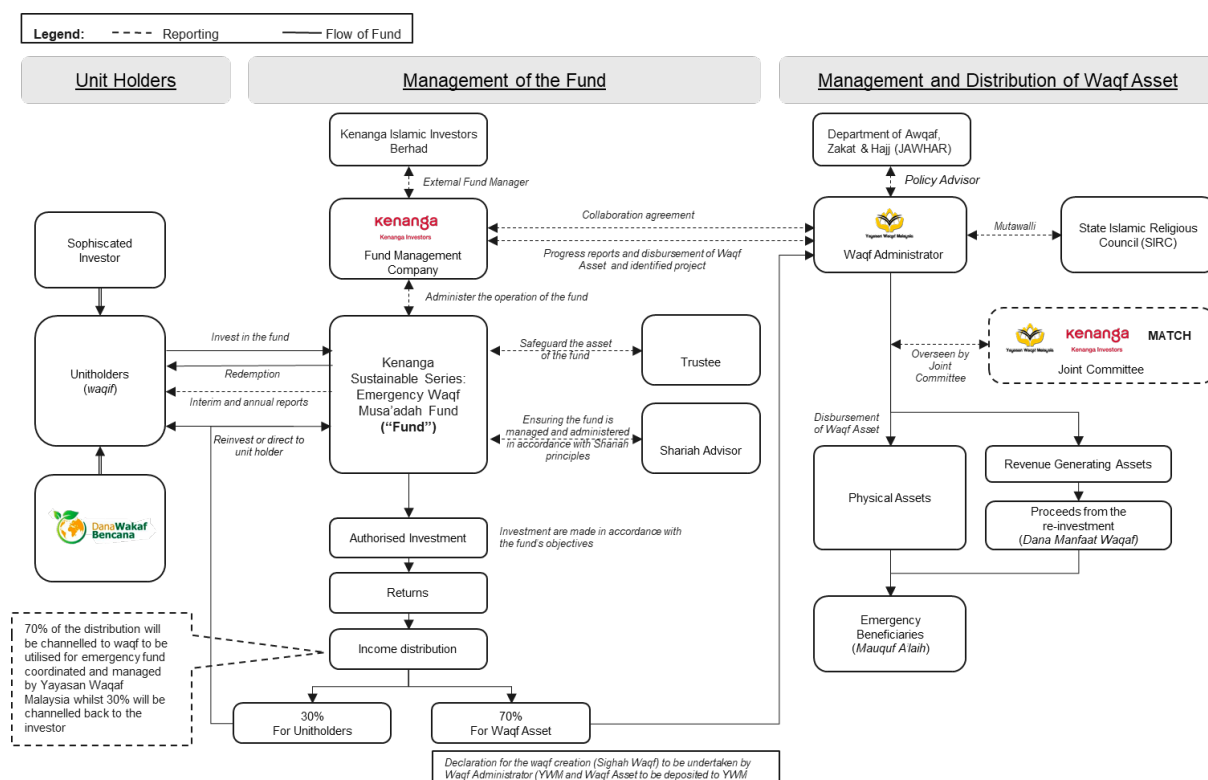 Legend: Reporting Flow of Fund
Unit Holders
Management of the Fund
Management and Distribution of Waqf Asset
Kenanga Islamic Investors
Berhad
External Fund Manager
kenanga
Kenanga Investors
Fund Management
Company
Administer the operation of the fund
Collaboration agreement
Progress reports and disbursement of Waqf
Asset and identified project
Department of Awqaf,
Zakat & Hajj (JAWHAR)
Policy Advisor
Yayasan Waqf Malaysia
Waqf Administrator
Mutawalli
State Islamic Religious
Council (SIRC)
Sophiscated
Investor
Unitholders
(waqif)
DanaWakaf
Bencana
Invest in the fund
Redemption
Interim and annual reports
Reinvest or direct to
unit holder
Kenanga
Sustainable Series:
Emergency Waqf
Musa'adah Fund
("Fund")
Safeguard the asset
of the fund
Trustee
Ensuring the fund is
managed and administered
in accordance with Shariah
principles
Shariah Advisor
Overseen by
Joint
Committee
Yayasan Waqf Malaysia
kenanga
Kenanga Investors
MATCH
Joint Committee
Disbursement
of Waqf Asset
Physical Assets
Revenue Generating Assets
Proceeds from the
re-investment
(Dana Manfaat Waqaf)
Emergency
Beneficiaries
(Mauquf A'laih)
Authorised Investment
Investment are made in accordance with
the fund's objectives
Returns
Income distribution
70% of the distribution will
be channelled to waqf to be
utilised for emergency fund
coordinated and managed
by Yayasan Waqaf
Malaysia whilst 30% will be
channelled back to the
investor
30%
For Unitholders
70%
For Waqf Asset
Declaration for the waqf creation (Sighah Waqf) to be undertaken by
Waqf Administrator (YWM and Waqf Asset to be deposited to YWM